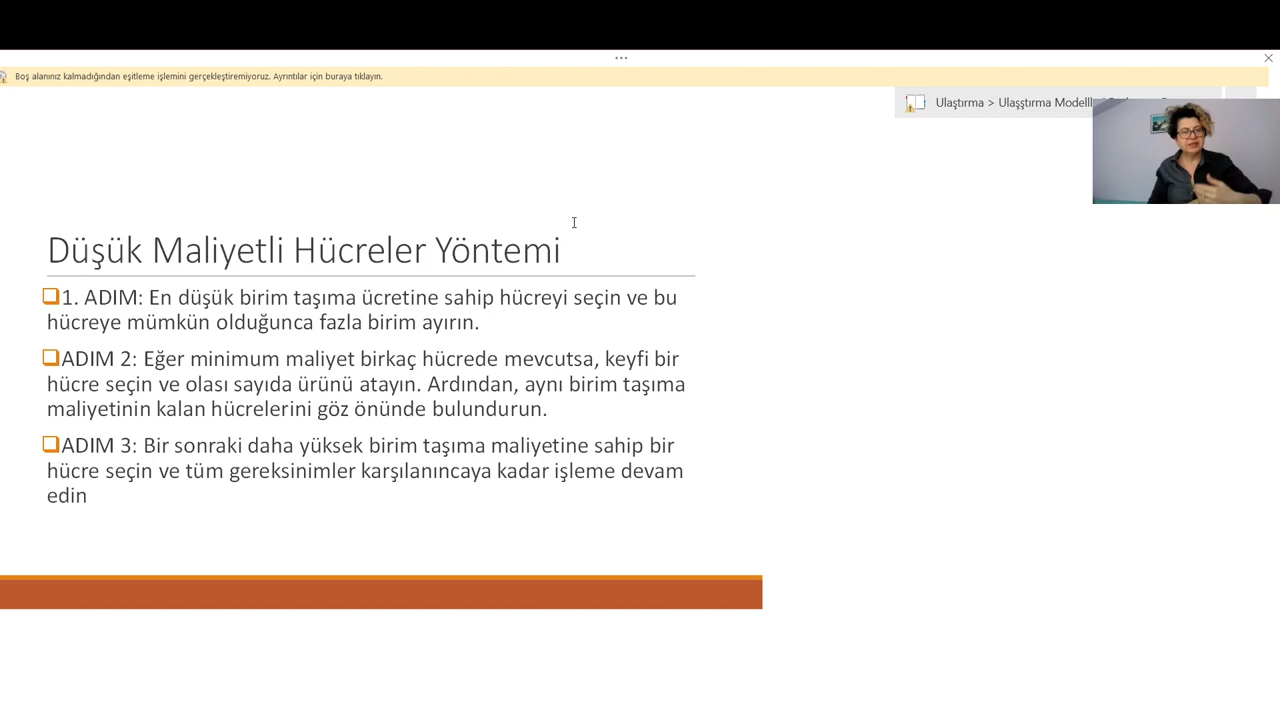 Boş alanınız kalmadığından eşitleme işlemini gerçekleştiremiyoruz. Ayrıntılar için buraya tıklayın.
Ulaştırma > Ulaşştırma Modelll
Düşük Maliyetli Hücreler Yöntemi
1. ADIM: En düşük birim taşıma ücretine sahip hücreyi seçin ve bu
hücreye mümkün olduğunca fazla birim ayırın.
ADIM 2: Eğer minimum maliyet birkaç hücrede mevcutsa, keyfi bir
hücre seçin ve olası sayıda ürünü atayın. Ardından, aynı birim taşıma
maliyetinin kalan hücrelerini göz önünde bulundurun.
ADIM 3: Bir sonraki daha yüksek birim taşıma maliyetine sahip bir
hücre seçin ve tüm gereksinimler karşılanıncaya kadar işleme devam
edin